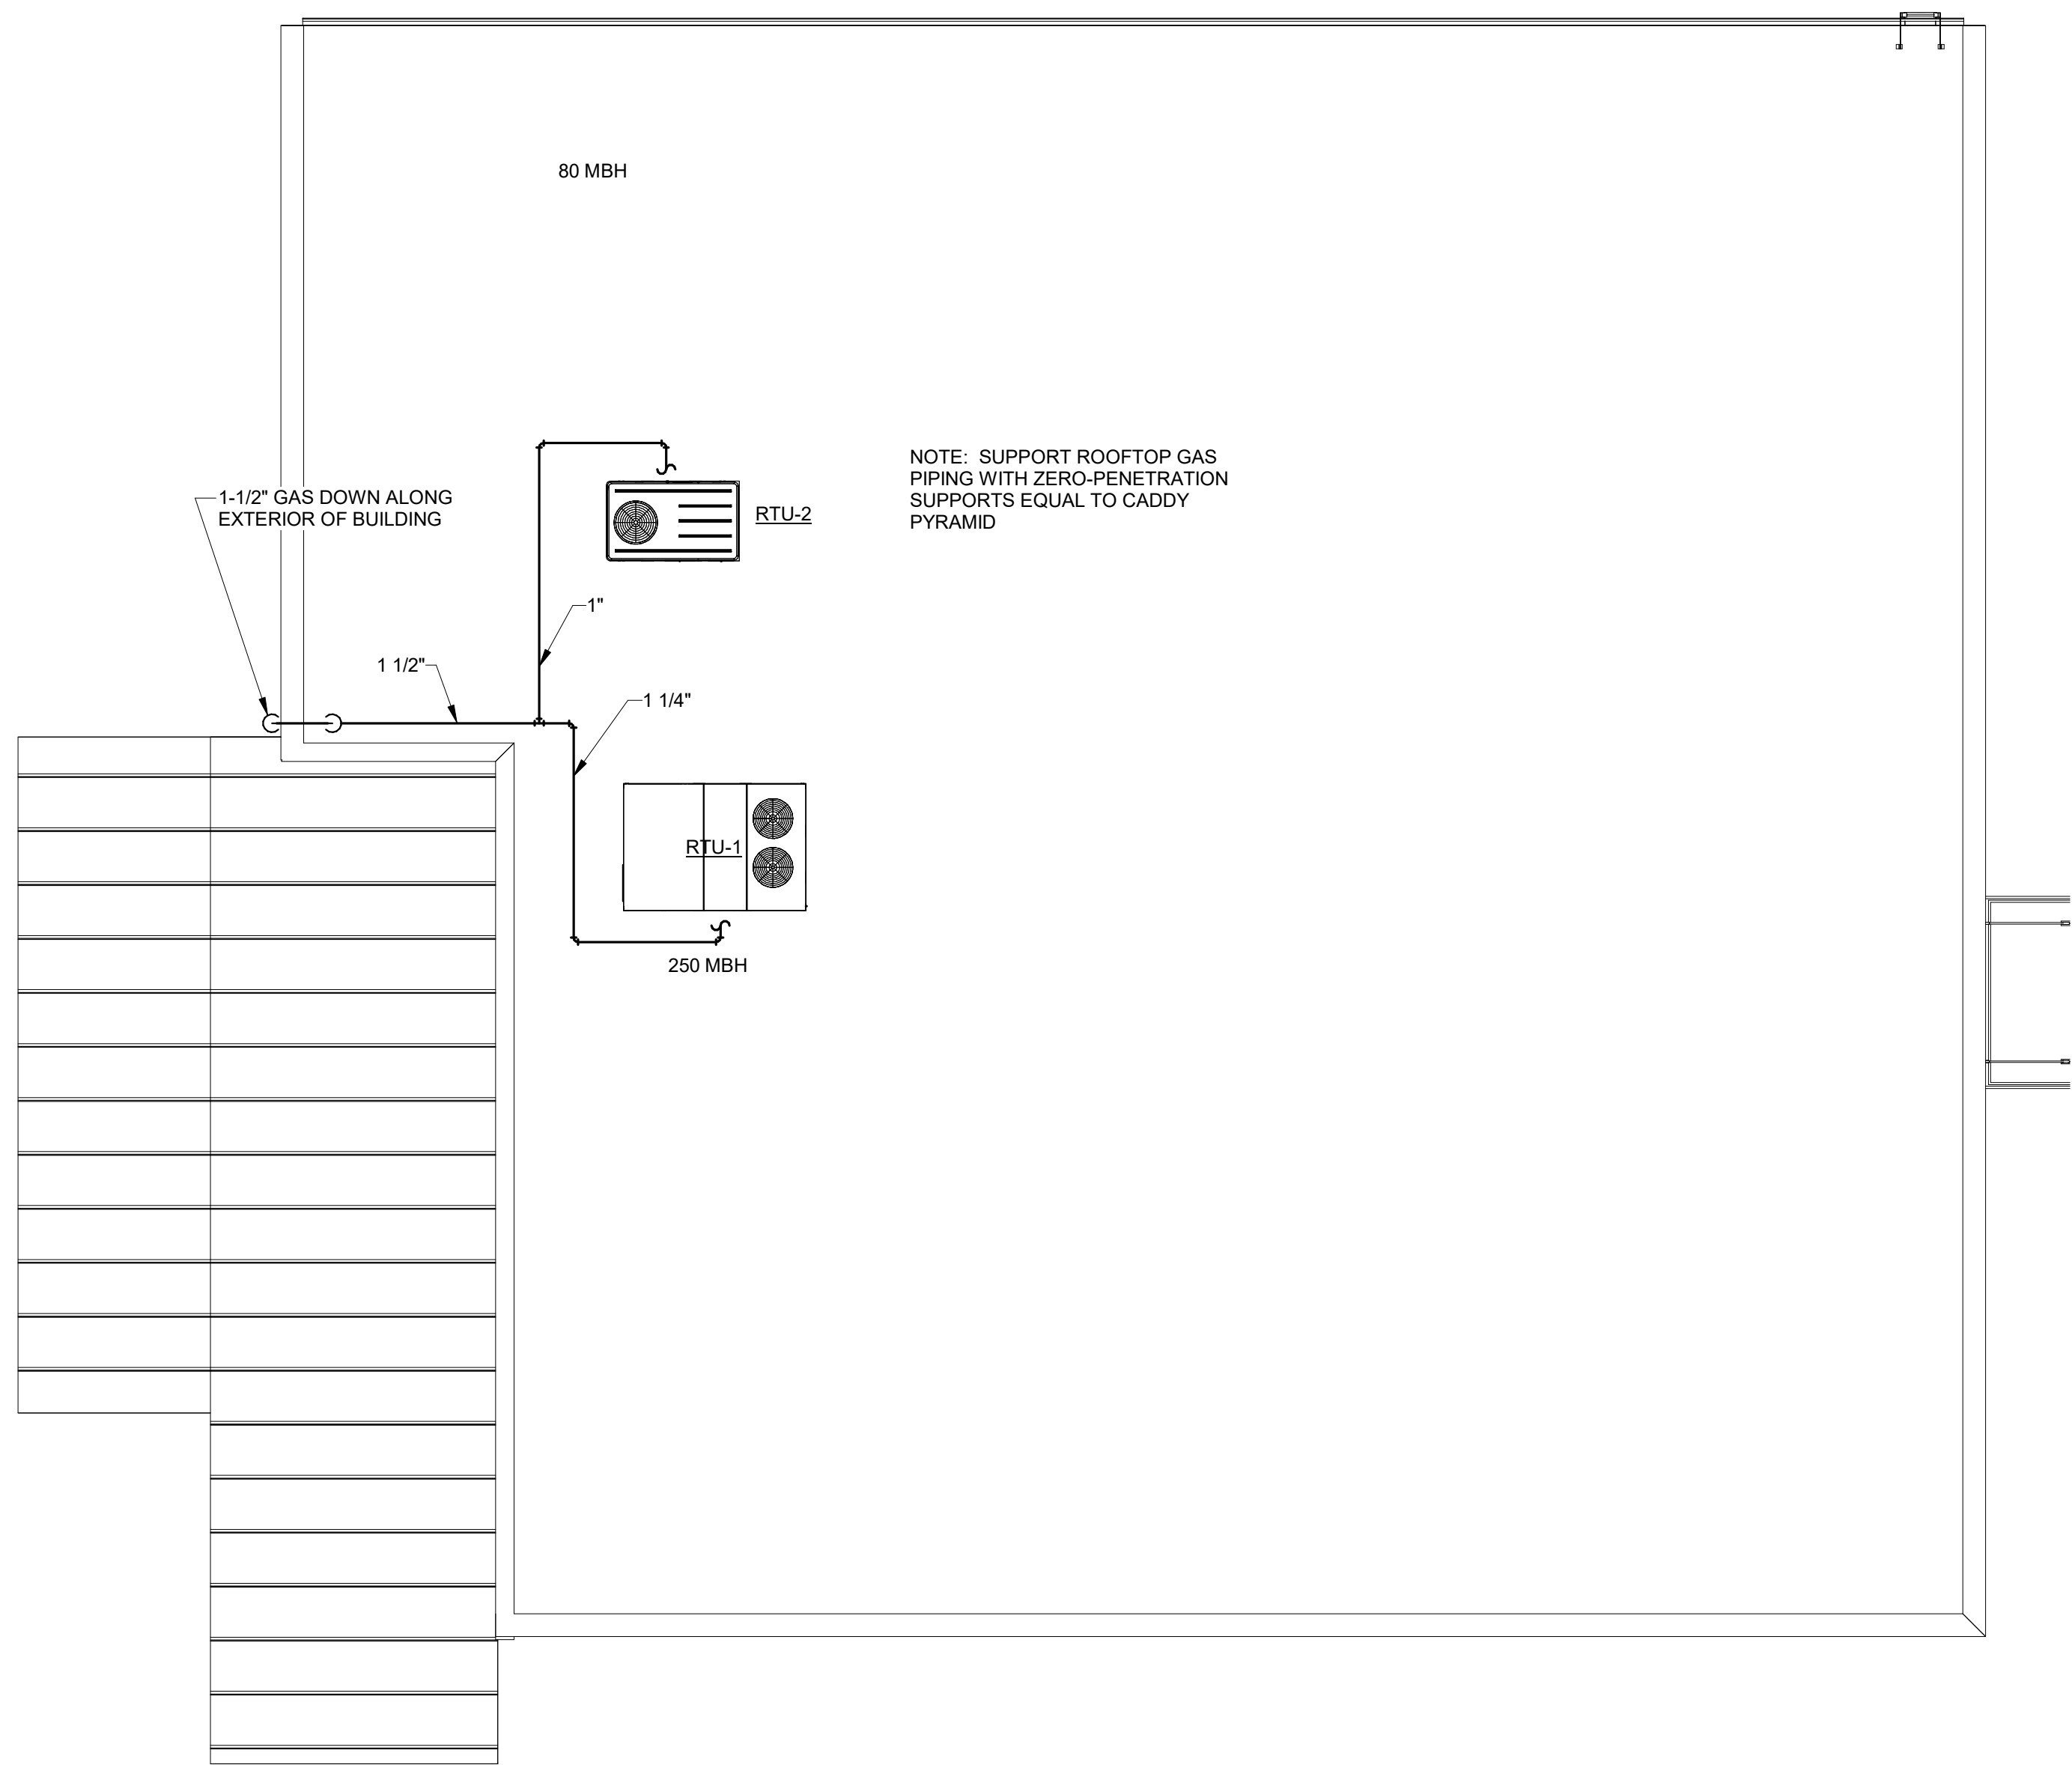 80 MBH
NOTE:  SUPPORT ROOFTOP GAS
PIPING WITH ZERO-PENETRATION
SUPPORTS EQUAL TO CADDY
PYRAMID
1-1/2" GAS DOWN ALONG
EXTERIOR OF BUILDING
RTU-2
1"
1 1/2"
1 1/4"
RTU-1
250 MBH